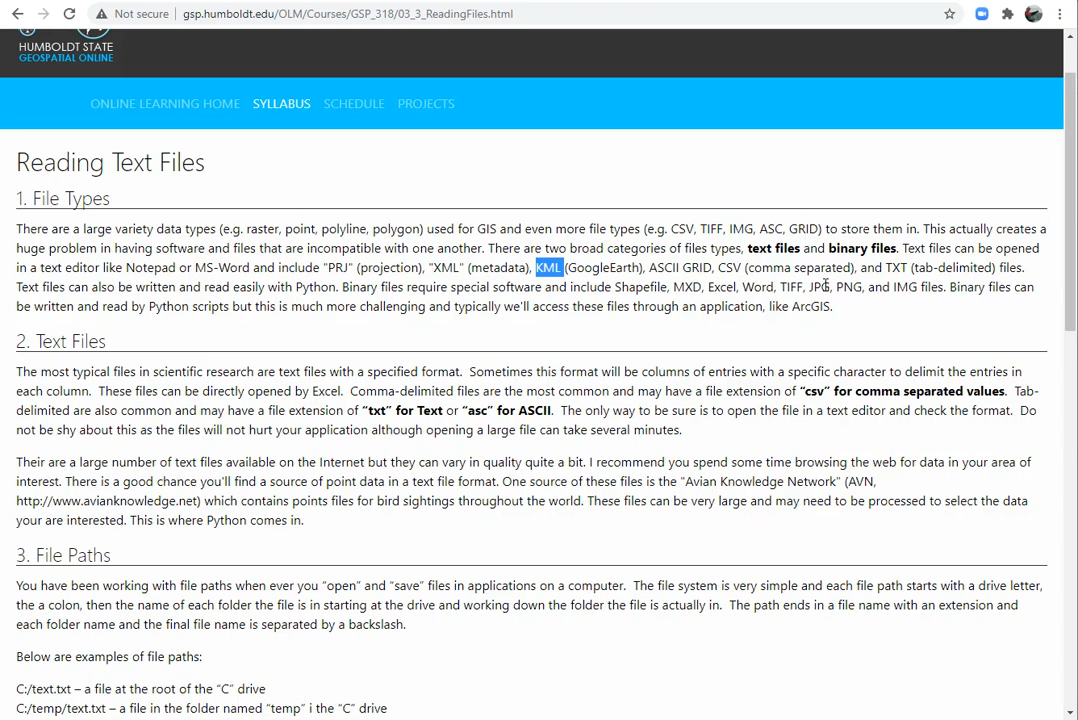 Not secure | gsp.humboldt.edu/OLM/Courses/GSP_318/03_3_ReadingFiles.html
HUMBOLDT STATE
GEOSPATIAL ONLINE
ONLINE LEARNING HOME SYLLABUS SCHEDULE PROJECTS
Reading Text Files
1. File Types
There are a large variety data types (e.g. raster, point, polyline, polygon) used for GIS and even more file types (e.g. CSV, TIFF, IMG, ASC, GRID) to store them in. This actually creates a
huge problem in having software and files that are incompatible with one another. There are two broad categories of files types, text files and binary files. Text files can be opened
in a text editor like Notepad or MS-Word and include "PRJ" (projection), "XML" (metadata), KML (GoogleEarth), ASCII GRID, CSV (comma separated), and TXT (tab-delimited) files.
Text files can also be written and read easily with Python. Binary files require special software and include Shapefile, MXD, Excel, Word, TIFF, JPG, PNG, and IMG files. Binary files can
be written and read by Python scripts but this is much more challenging and typically we'll access these files through an application, like ArcGIS.
2. Text Files
The most typical files in scientific research are text files with a specified format. Sometimes this format will be columns of entries with a specific character to delimit the entries in
each column. These files can be directly opened by Excel. Comma-delimited files are the most common and may have a file extension of “csv” for comma separated values. Tab-
delimited are also common and may have a file extension of “txt” for Text or “asc” for ASCII. The only way to be sure is to open the file in a text editor and check the format. Do
not be shy about this as the files will not hurt your application although opening a large file can take several minutes.
Their are a large number of text files available on the Internet but they can vary in quality quite a bit. I recommend you spend some time browsing the web for data in your area of
interest. There is a good chance you'll find a source of point data in a text file format. One source of these files is the "Avian Knowledge Network" (AVN,
http://www.avianknowledge.net) which contains points files for bird sightings throughout the world. These files can be very large and may need to be processed to select the data
your are interested. This is where Python comes in.
3. File Paths
You have been working with file paths when ever you “open” and “save” files in applications on a computer. The file system is very simple and each file path starts with a drive letter,
the a colon, then the name of each folder the file is in starting at the drive and working down the folder the file is actually in. The path ends in a file name with an extension and
each folder name and the final file name is separated by a backslash.
Below are examples of file paths:
C:/text.txt – a file at the root of the “C” drive
C:/temp/text.txt – a file in the folder named “temp” i the “C” drive